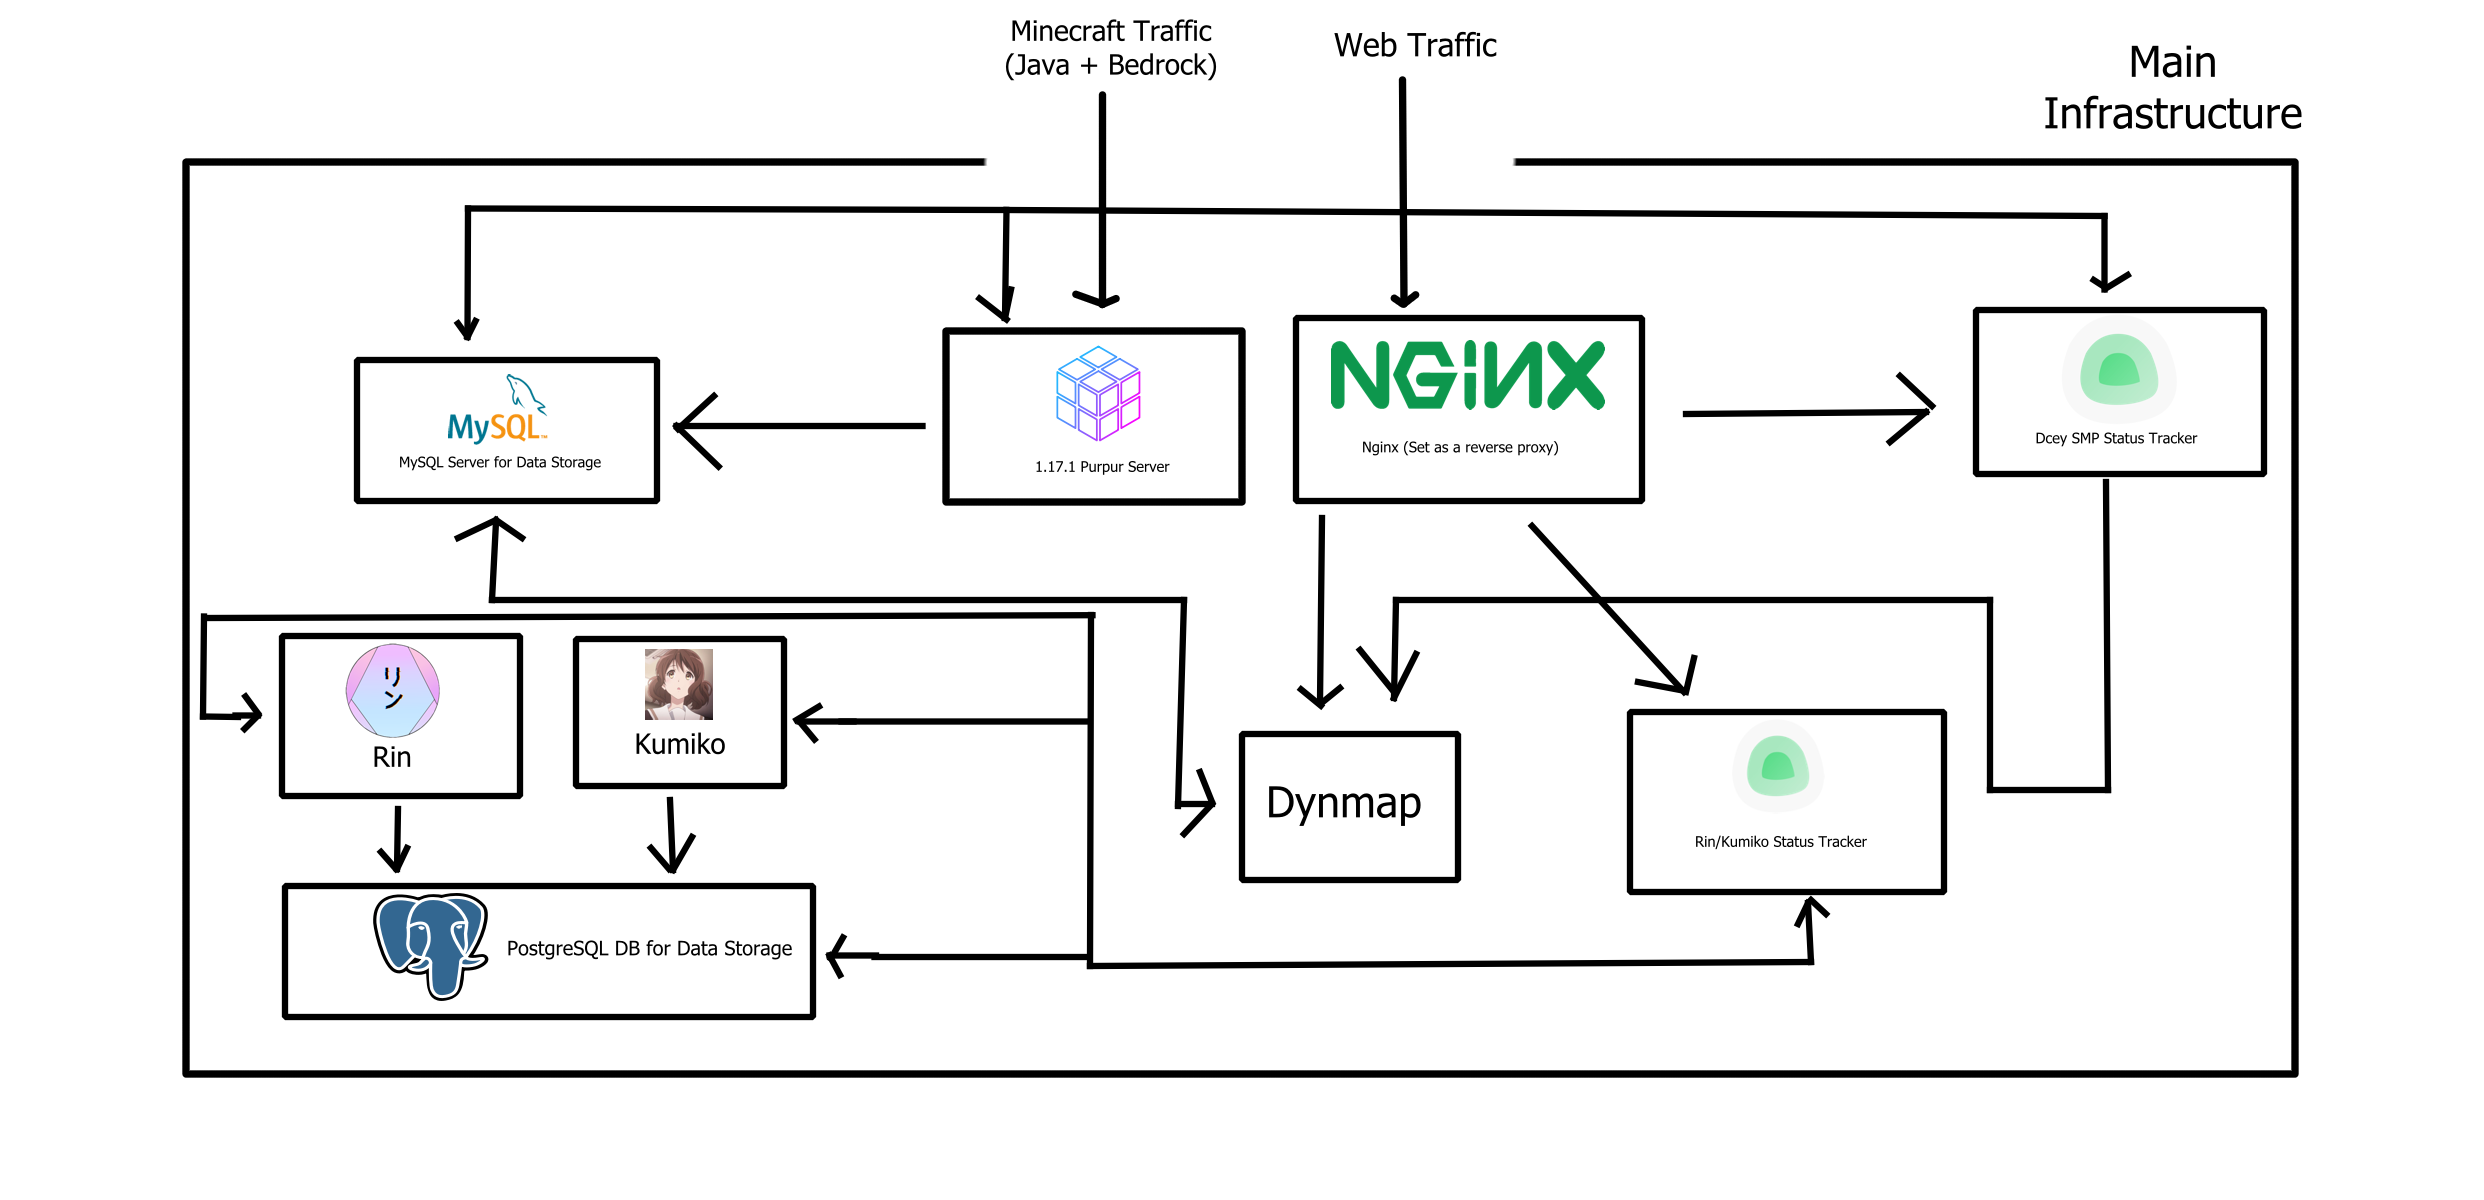 Minecraft Traffic
(Java + Bedrock)
Web Traffic
Main
Infrastructure
MySQL™
MySQL Server for Data Storage
1.17.1 Purpur Server
NGiNX
Nginx (Set as a reverse proxy)
Dcey SMP Status Tracker
リン
Rin
Kumiko
Dynmap
Rin/Kumiko Status Tracker
PostgreSQL DB for Data Storage